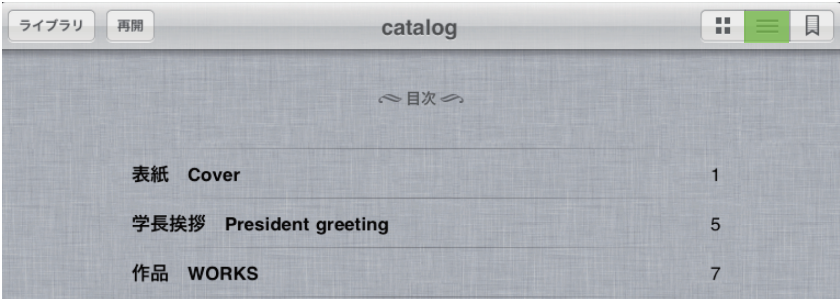 ライブラリ 再開 catalog
目次
表紙 Cover 1
学長挨拶 President greeting 5
作品 WORKS 7